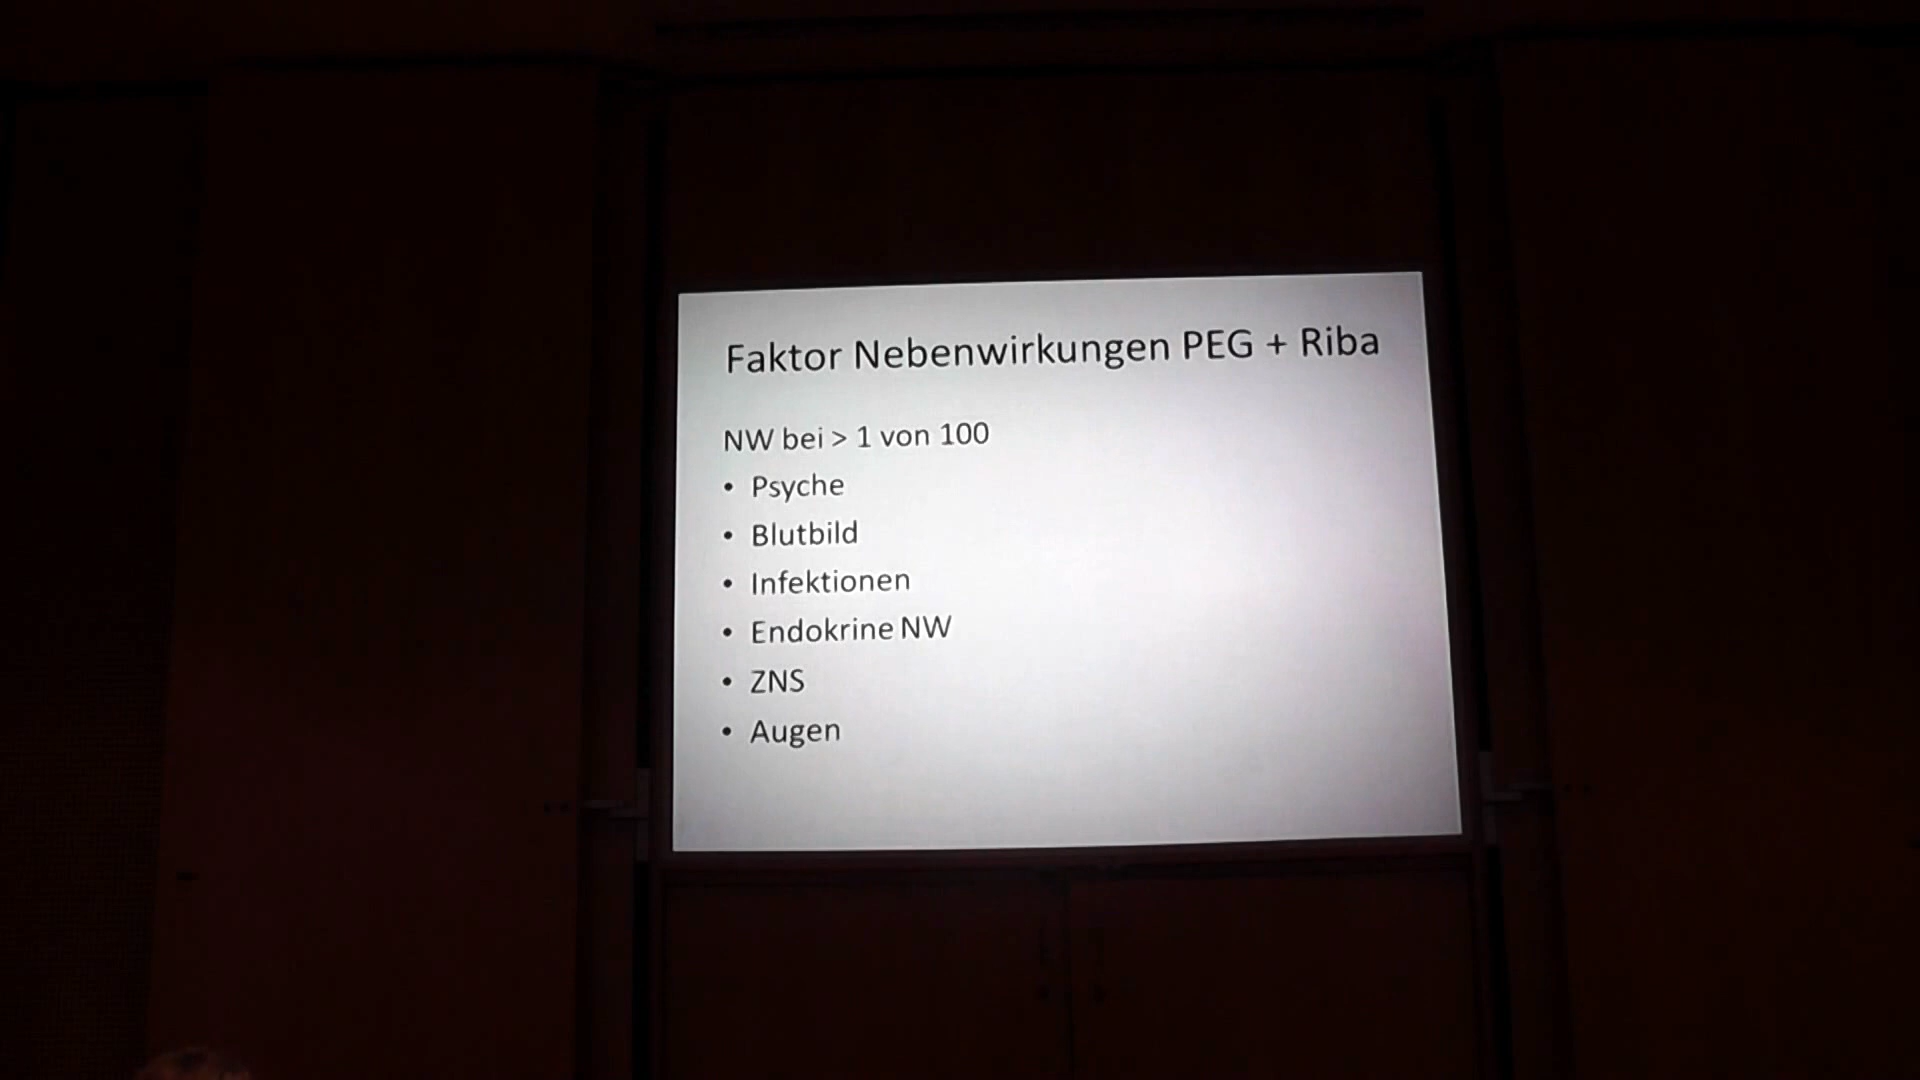 Faktor Nebenwirkungen PEG + Riba
NW bei > 1 von 100
• Psyche
• Blutbild
• Infektionen
• Endokrine NW
• ZNS
• Augen